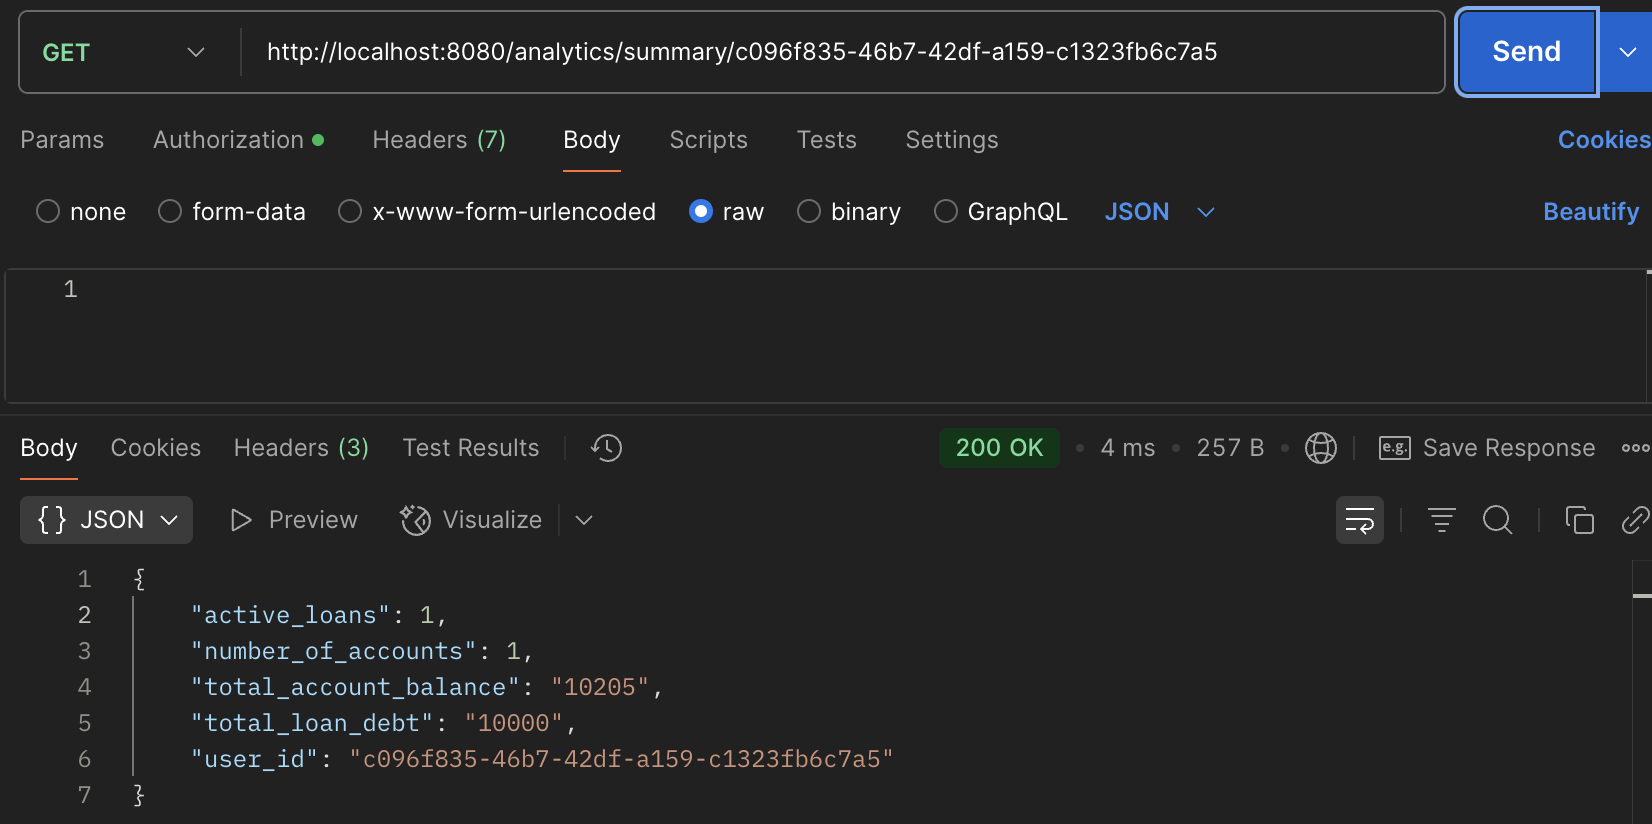 GET http://localhost:8080/analytics/summary/c096f835-46b7-42df-a159-c1323fb6c7a5 Send
Params Authorization Headers (7) Body Scripts Tests Settings Cookies
none form-data x-www-form-urlencoded raw binary GraphQL JSON Beautify
1
Body Cookies Headers (3) Test Results 200 OK • 4 ms • 257 B • e.g. Save Response
{} JSON Preview Visualize
1 {
2 "active_loans": 1,
3 "number_of_accounts": 1,
4 "total_account_balance": "10205",
5 "total_loan_debt": "10000",
6 "user_id": "c096f835-46b7-42df-a159-c1323fb6c7a5"
7 }